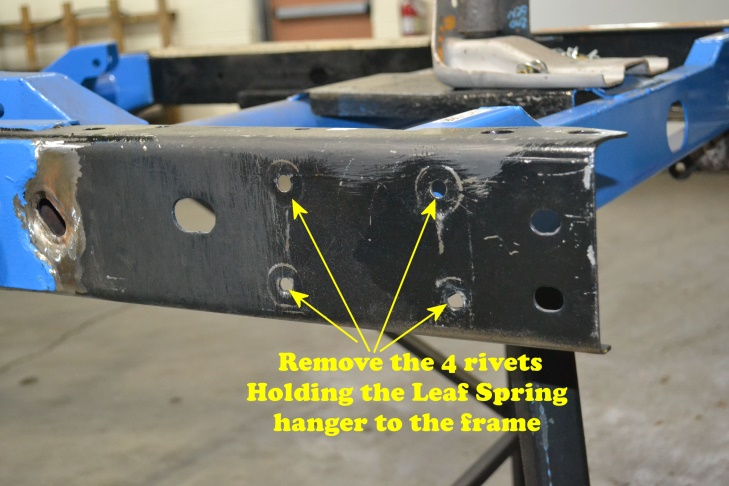 Remove the 4 rivets
Holding the Leaf Spring
hanger to the frame